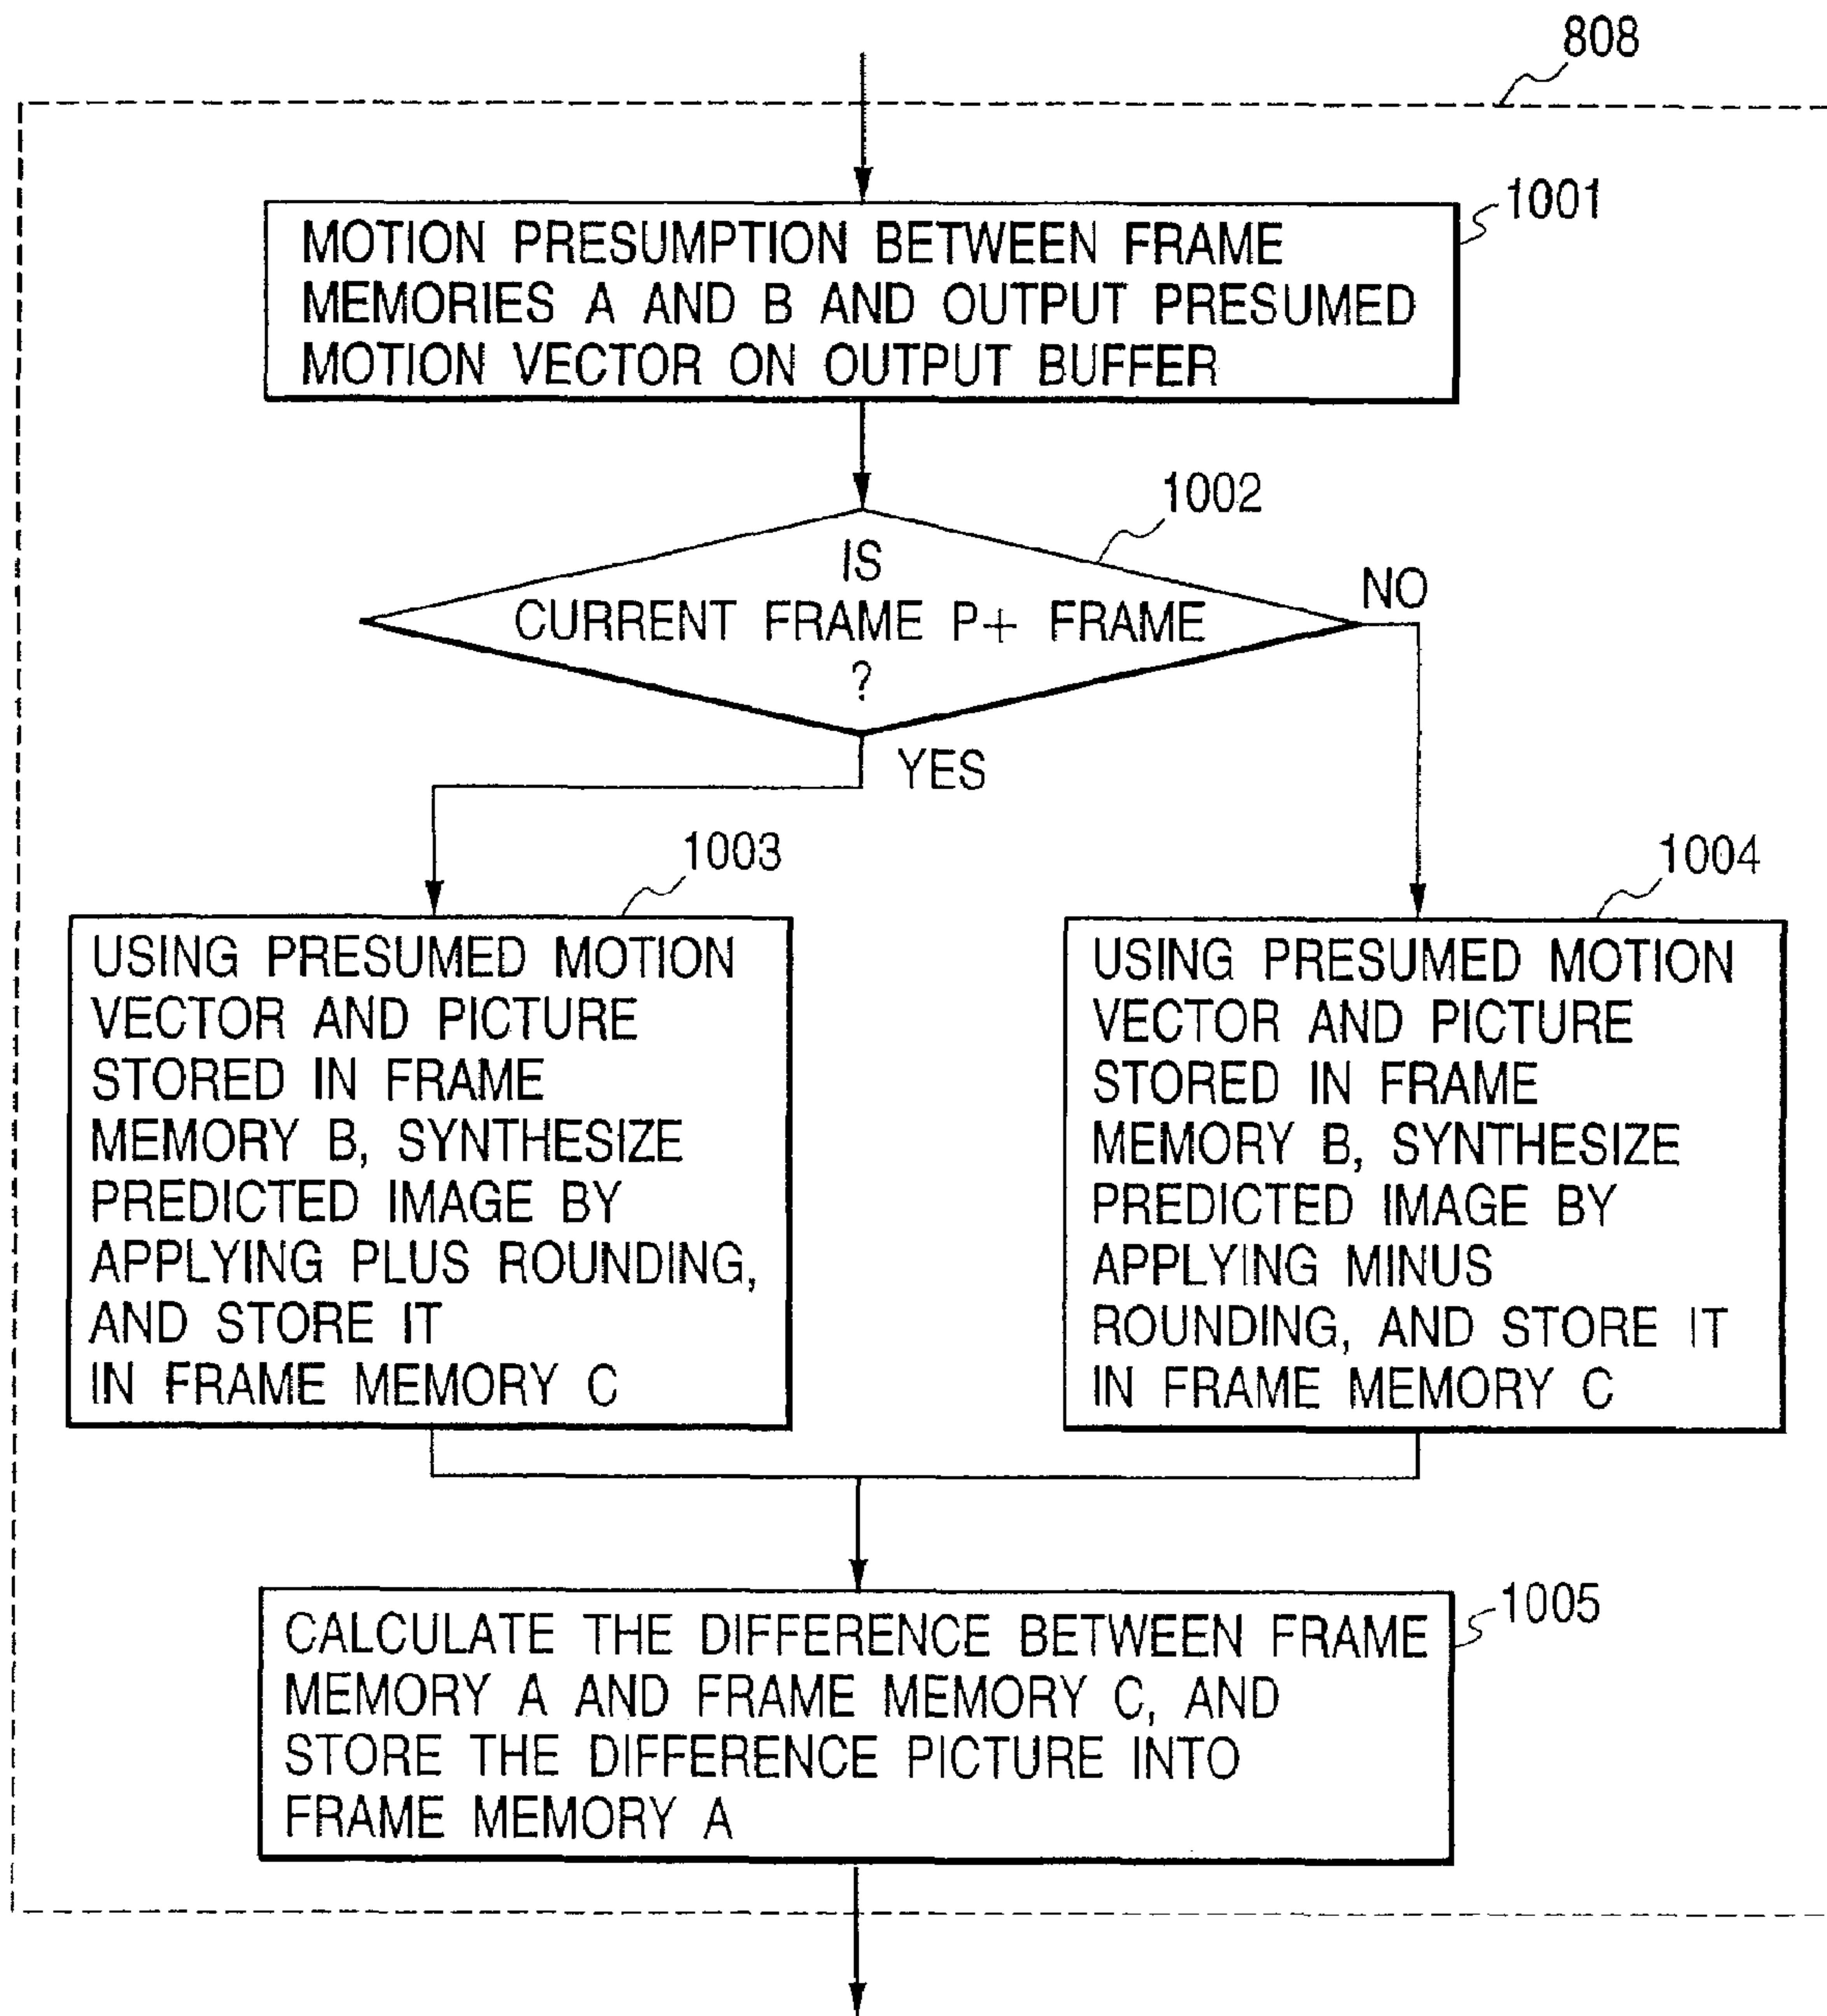 808
1001
MOTION PRESUMPTION BETWEEN FRAME
MEMORIES A AND B AND OUTPUT PRESUMED
MOTION VECTOR ON OUTPUT BUFFER
1002
IS
CURRENT FRAME P+ FRAME
?
NO
YES
1003
USING PRESUMED MOTION
VECTOR AND PICTURE
STORED IN FRAME
MEMORY B, SYNTHESIZE
PREDICTED IMAGE BY
APPLYING PLUS ROUNDING,
AND STORE IT
IN FRAME MEMORY C
1004
USING PRESUMED MOTION
VECTOR AND PICTURE
STORED IN FRAME
MEMORY B, SYNTHESIZE
PREDICTED IMAGE BY
APPLYING MINUS
ROUNDING, AND STORE IT
IN FRAME MEMORY C
1005
CALCULATE THE DIFFERENCE BETWEEN FRAME
MEMORY A AND FRAME MEMORY C, AND
STORE THE DIFFERENCE PICTURE INTO
FRAME MEMORY A